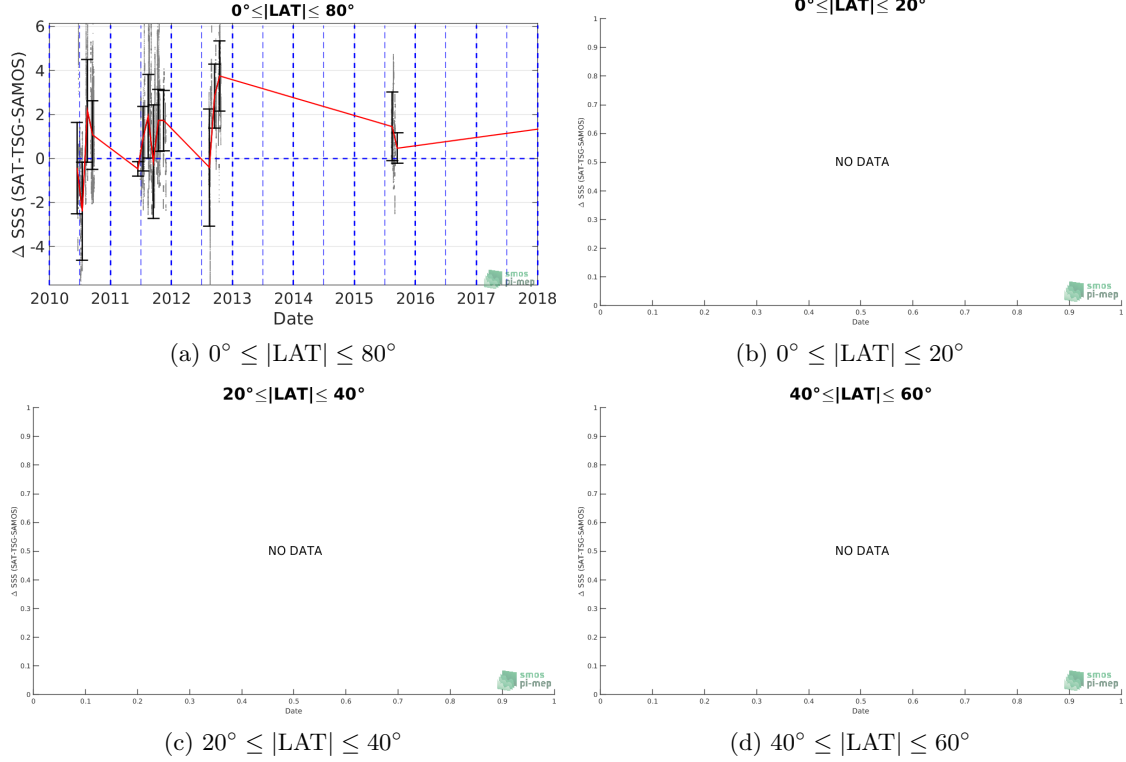 0°≤|LAT|≤ 80°
6
4
2
0
-2
-4
Δ SSS (SAT-TSG-SAMOS)
2010 2011 2012 2013 2014 2015 2016 2017 2018
Date
smos
pi-mep
(a) 0° ≤ |LAT| ≤ 80°
0°≤|LAT|≤ 20°
1
0.9
0.8
0.7
0.6
0.5
0.4
0.3
0.2
0.1
0
Δ SSS (SAT-TSG-SAMOS)
NO DATA
0 0.1 0.2 0.3 0.4 0.5 0.6 0.7 0.8 0.9 1
Date
smos
pi-mep
(b) 0° ≤ |LAT| ≤ 20°
20°≤|LAT|≤ 40°
1
0.9
0.8
0.7
0.6
0.5
0.4
0.3
0.2
0.1
0
Δ SSS (SAT-TSG-SAMOS)
NO DATA
0 0.1 0.2 0.3 0.4 0.5 0.6 0.7 0.8 0.9 1
Date
smos
pi-mep
(c) 20° ≤ |LAT| ≤ 40°
40°≤|LAT|≤ 60°
1
0.9
0.8
0.7
0.6
0.5
0.4
0.3
0.2
0.1
0
Δ SSS (SAT-TSG-SAMOS)
NO DATA
0 0.1 0.2 0.3 0.4 0.5 0.6 0.7 0.8 0.9 1
Date
smos
pi-mep
(d) 40° ≤ |LAT| ≤ 60°